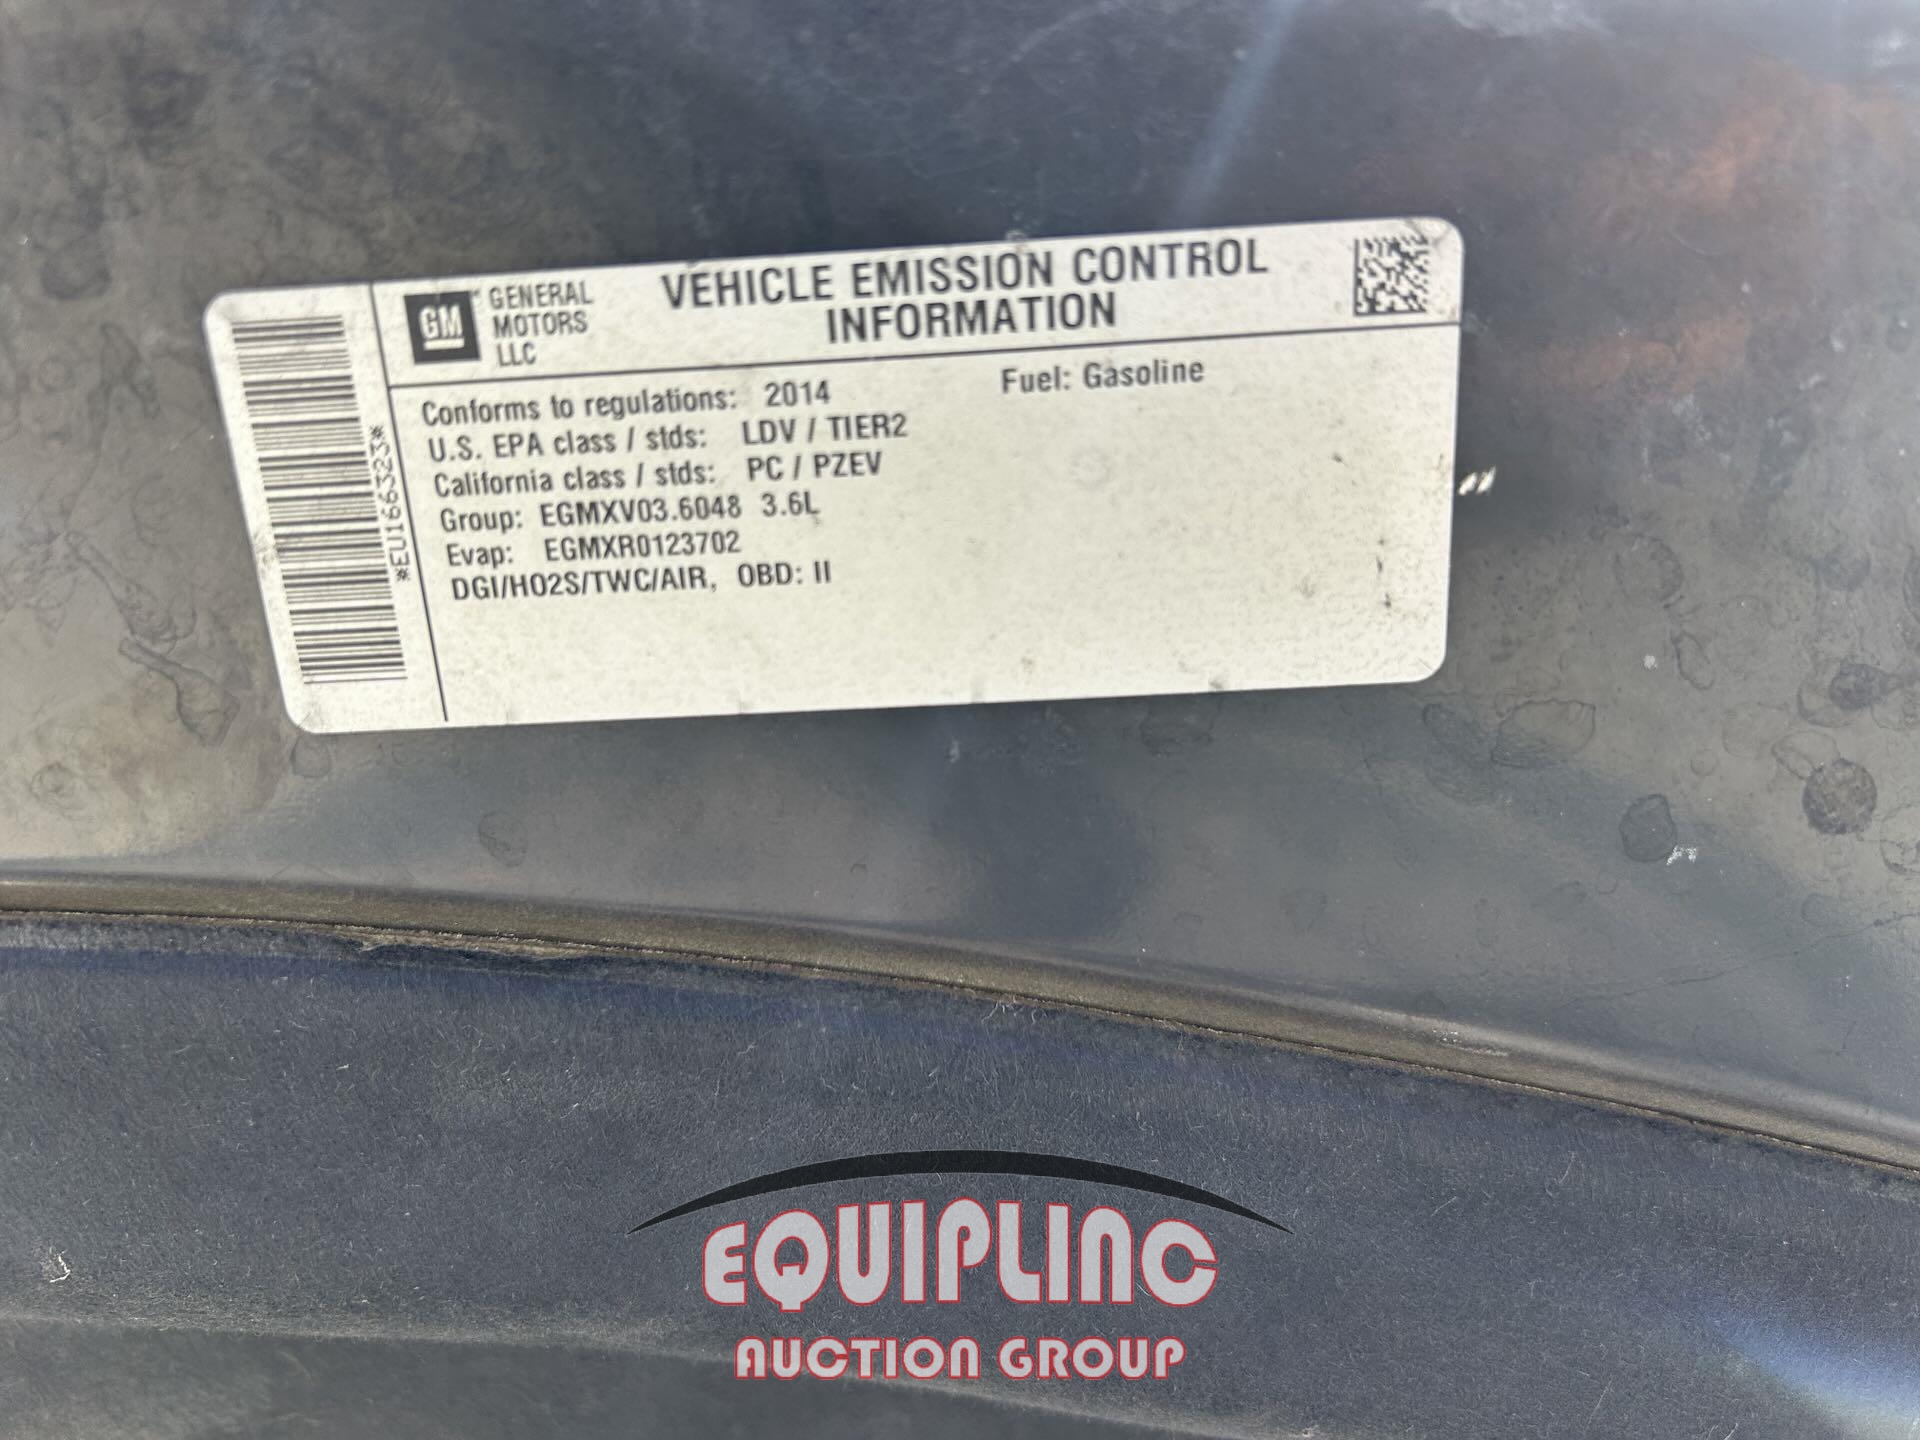 GM GENERAL MOTORS LLC
VEHICLE EMISSION CONTROL
INFORMATION
Conforms to regulations: 2014 Fuel: Gasoline
U.S. EPA class / stds: LDV / TIER2
California class / stds: PC / PZEV
Group: EGMXV03.6048 3.6L
Evap: EGMXR0123702
DGI/HO2S/TWC/AIR, OBD: II
*EU166323*
EQUIPLINC
AUCTION GROUP